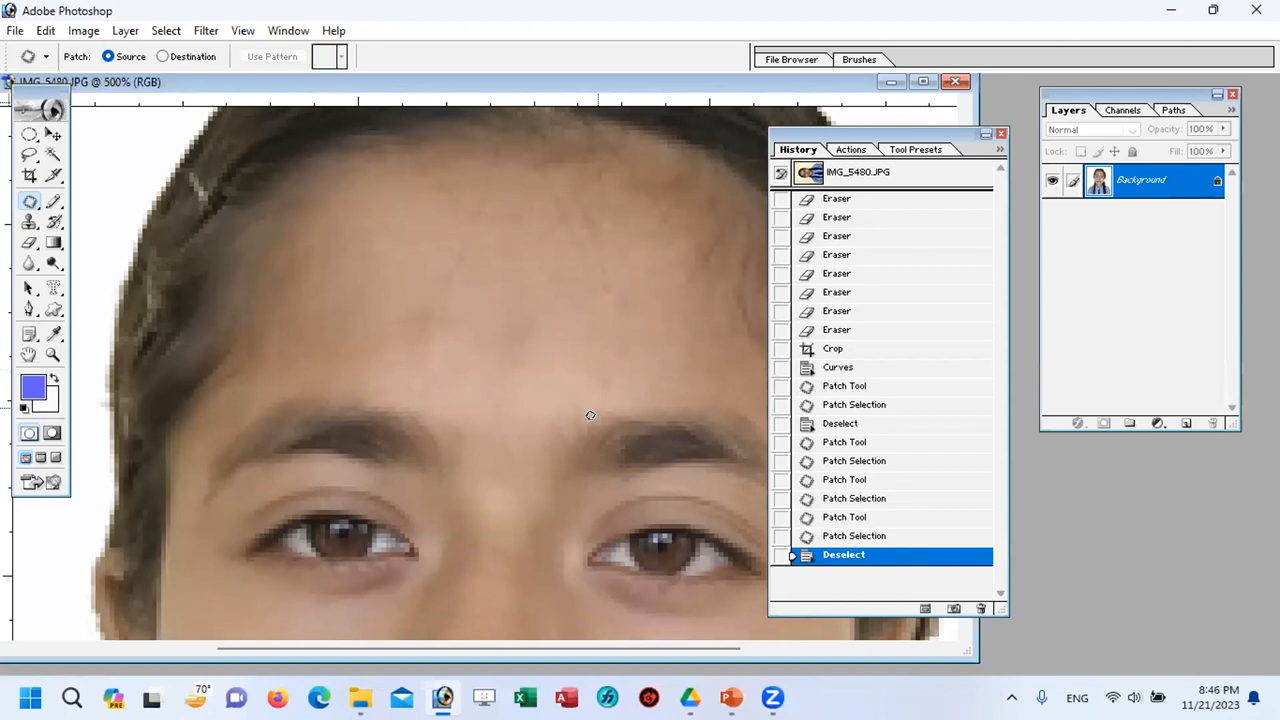 Adobe Photoshop
File Edit Image Layer Select Filter View Window Help
Patch: Source Destination Use Pattern File Browser Brushes
IMG_5480.JPG @ 500% (RGB)
History Actions Tool Presets
IMG_5480.JPG
Eraser
Eraser
Eraser
Eraser
Eraser
Eraser
Eraser
Eraser
Crop
Curves
Patch Tool
Patch Selection
Deselect
Patch Tool
Patch Selection
Patch Tool
Patch Selection
Patch Tool
Patch Selection
Deselect
Layers Channels Paths
Normal Opacity: 100%
Lock: Fill: 100%
Background
PRE 70° ENG 8:46 PM
11/21/2023